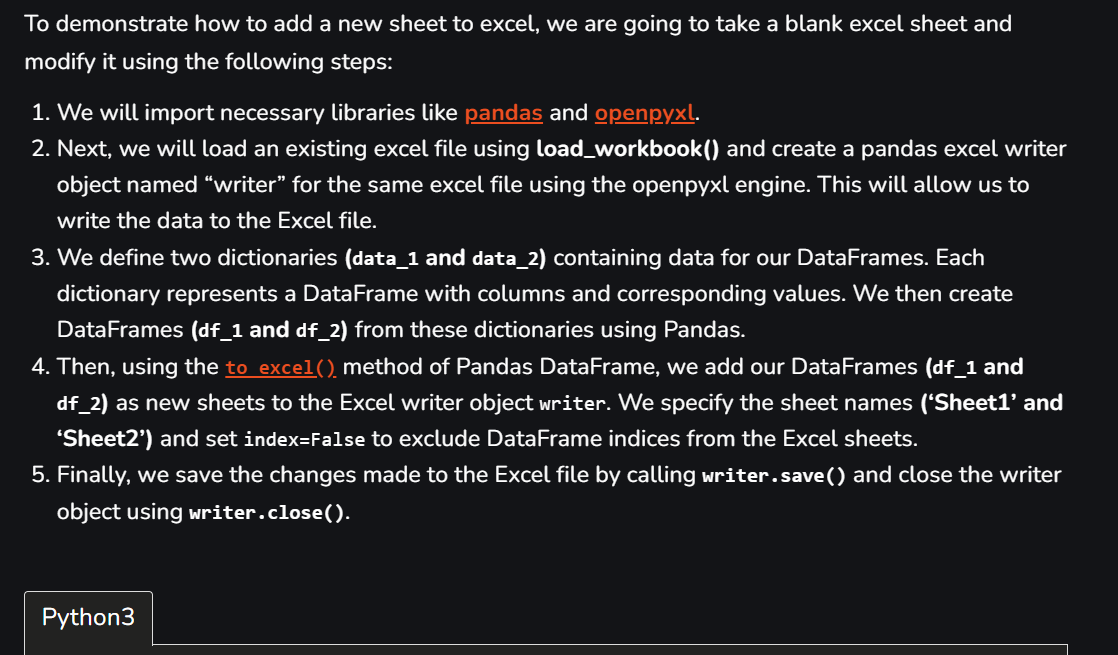 To demonstrate how to add a new sheet to excel, we are going to take a blank excel sheet and
modify it using the following steps:
1. We will import necessary libraries like pandas and openpyxl.
2. Next, we will load an existing excel file using load_workbook() and create a pandas excel writer
object named “writer” for the same excel file using the openpyxl engine. This will allow us to
write the data to the Excel file.
3. We define two dictionaries (data_1 and data_2) containing data for our DataFrames. Each
dictionary represents a DataFrame with columns and corresponding values. We then create
DataFrames (df_1 and df_2) from these dictionaries using Pandas.
4. Then, using the to_excel() method of Pandas DataFrame, we add our DataFrames (df_1 and
df_2) as new sheets to the Excel writer object writer. We specify the sheet names (‘Sheet1’ and
‘Sheet2’) and set index=False to exclude DataFrame indices from the Excel sheets.
5. Finally, we save the changes made to the Excel file by calling writer.save() and close the writer
object using writer.close().
Python3